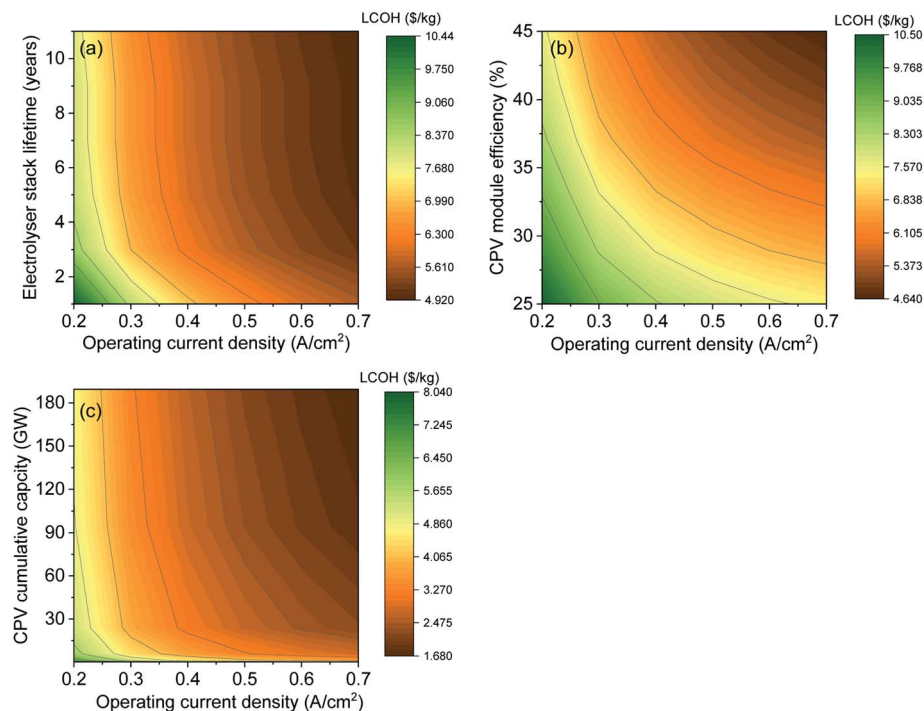 LCOH ($/kg)
(a)
Electrolyser stack lifetime (years)
10
8
6
4
2
0.2 0.3 0.4 0.5 0.6 0.7
Operating current density (A/cm²)
10.44
9.750
9.060
8.370
7.680
6.990
6.300
5.610
4.920
LCOH ($/kg)
(b)
CPV module efficiency (%)
45
40
35
30
25
0.2 0.3 0.4 0.5 0.6 0.7
Operating current density (A/cm²)
10.50
9.768
9.035
8.303
7.570
6.838
6.105
5.373
4.640
LCOH ($/kg)
(c)
CPV cumulative capcity (GW)
180
150
120
90
60
30
0.2 0.3 0.4 0.5 0.6 0.7
Operating current density (A/cm²)
8.040
7.245
6.450
5.655
4.860
4.065
3.270
2.475
1.680